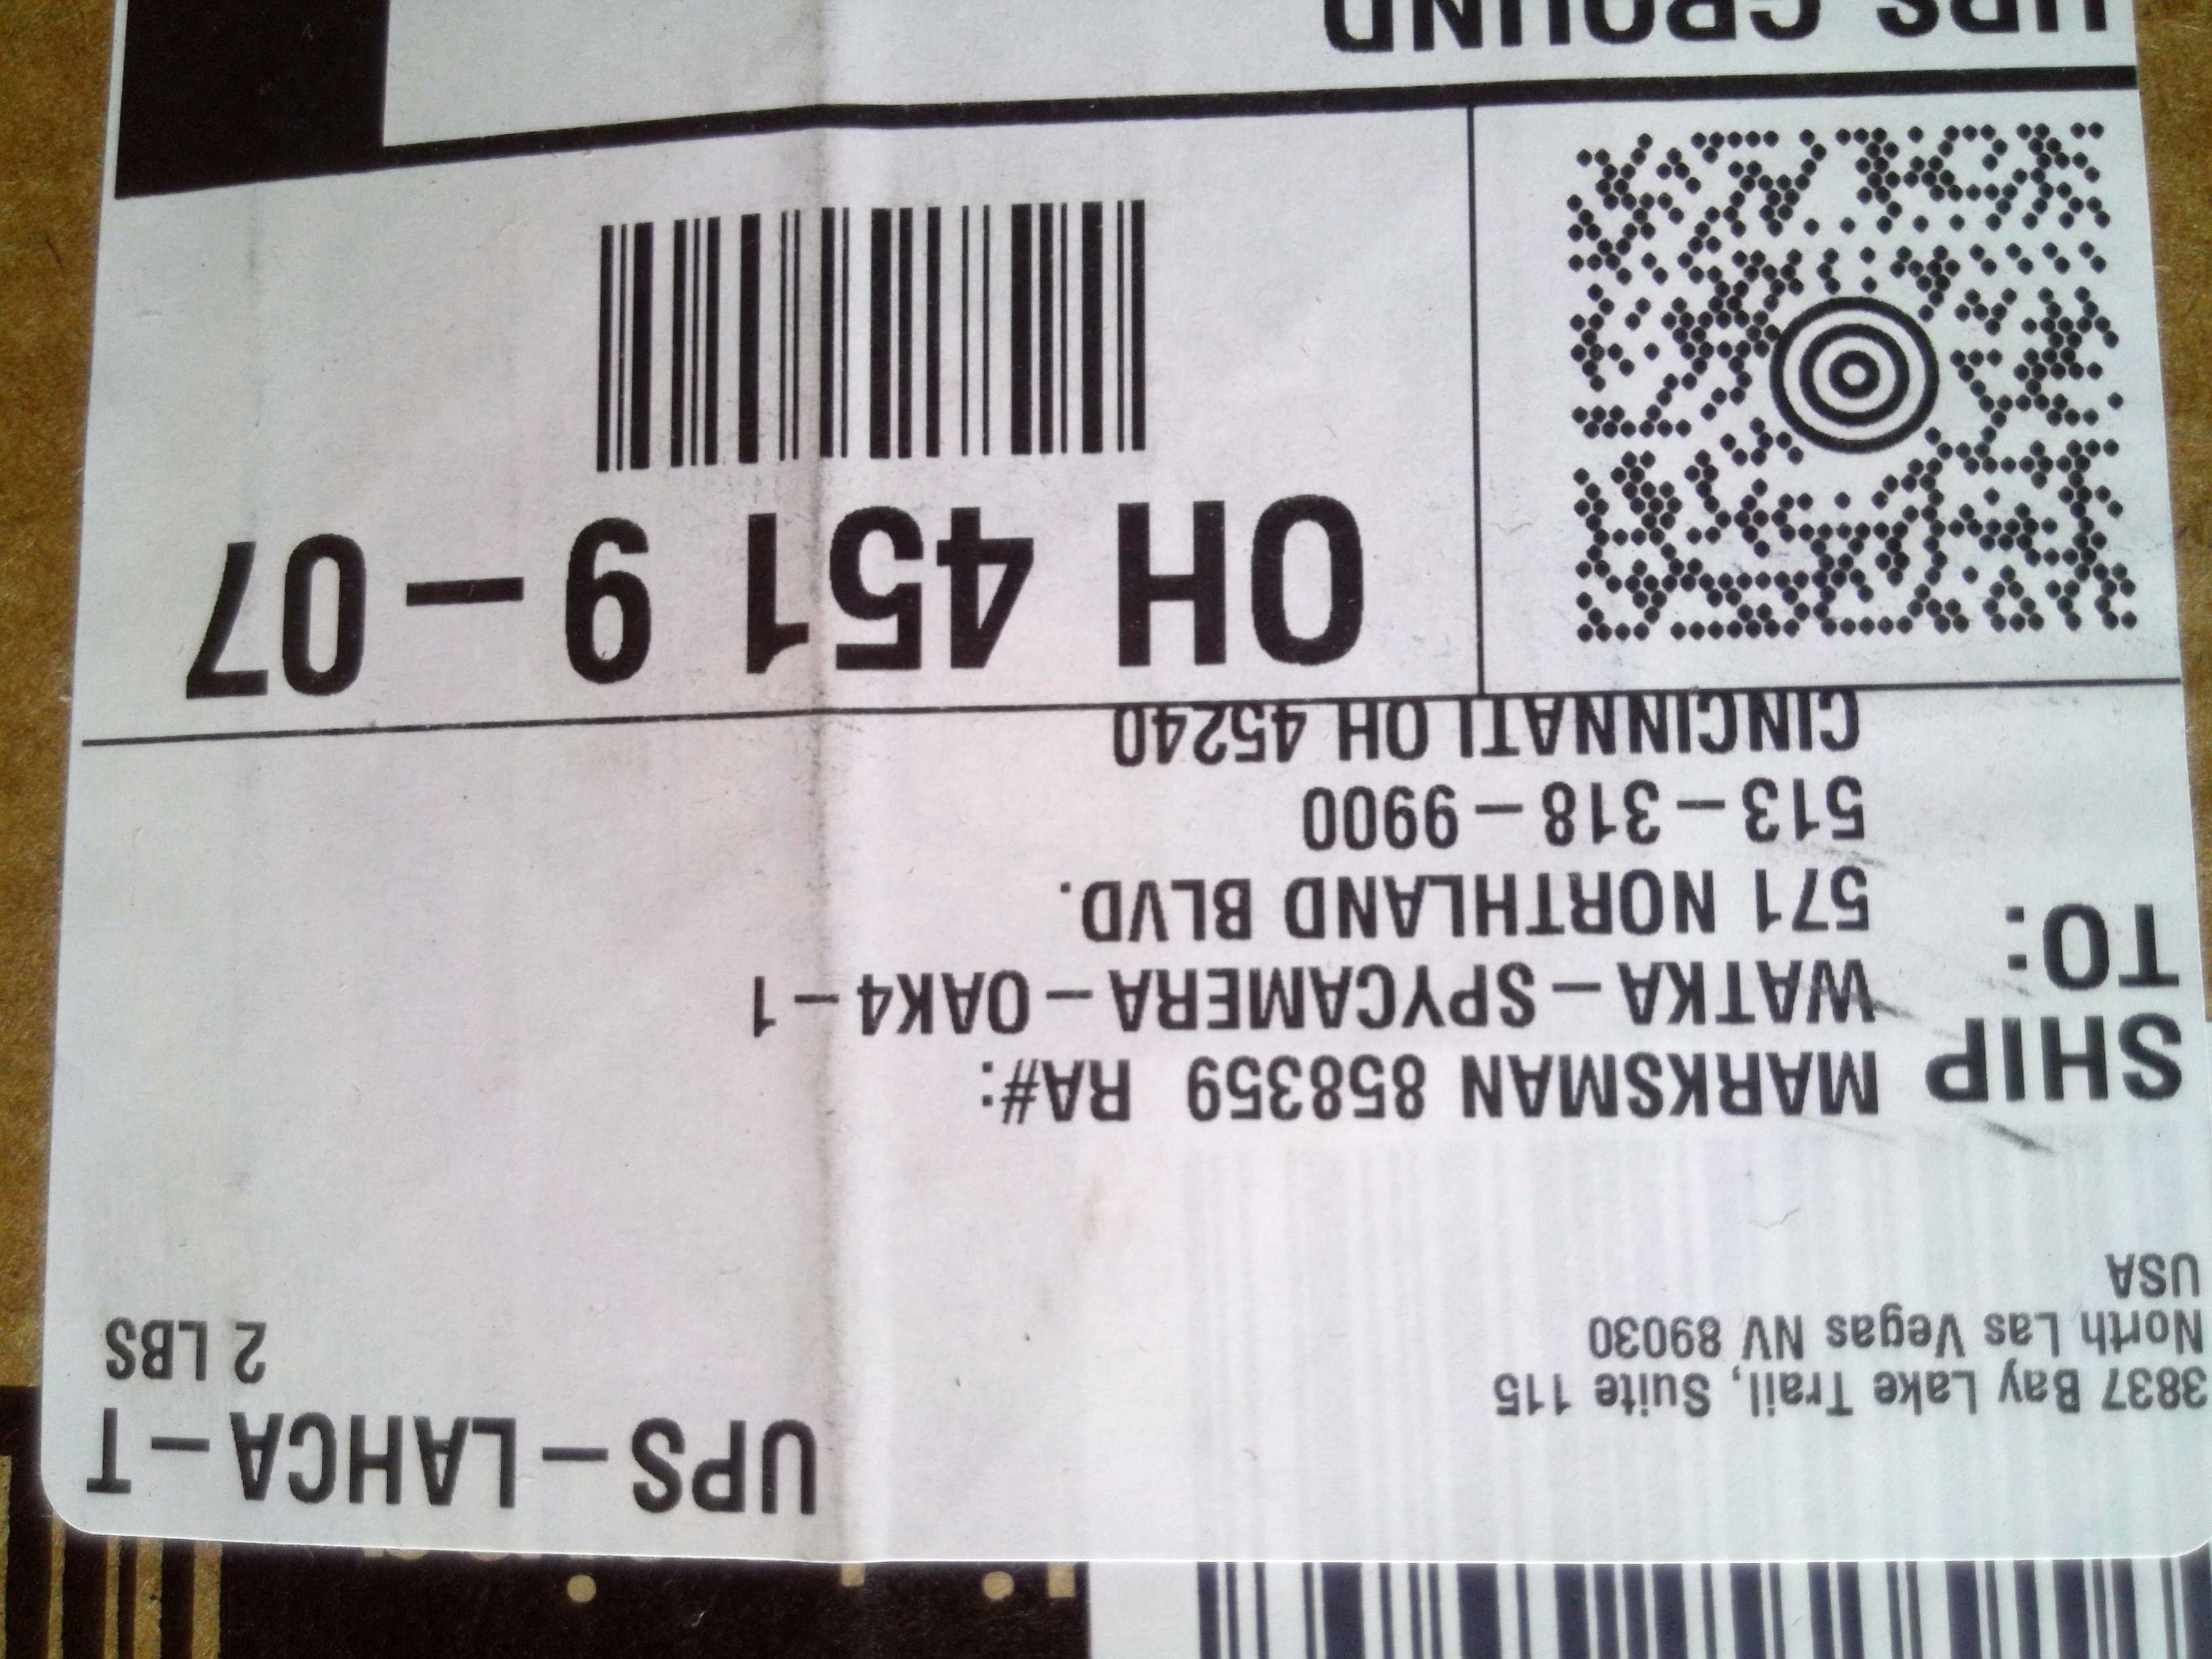 UPS-LAHCA-T
2 LBS
3837 Bay Lake Trail, Suite 115
North Las Vegas NV 89030
USA
SHIP
TO:
MARKSMAN 858359 RA#:
WATKA-SPYCAMERA-OAK4-1
571 NORTHLAND BLVD.
513-318-9900
CINCINNATI OH 45240
OH 451 9-07
UPS GROUND